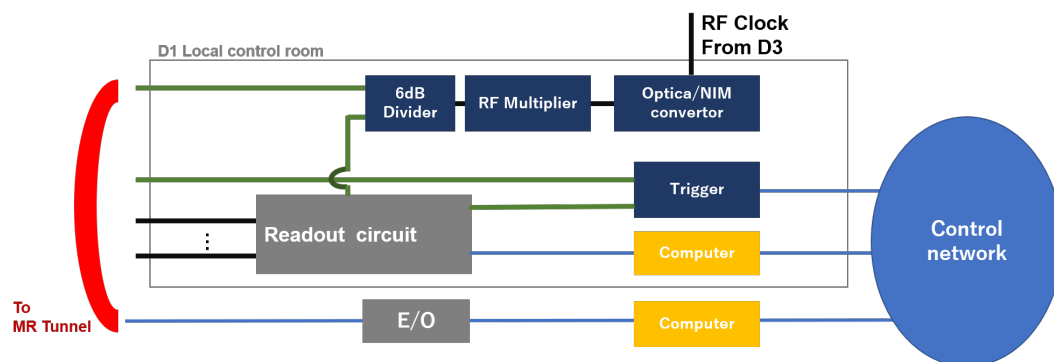 RF Clock
From D3
D1 Local control room
6dB
Divider
RF Multiplier
Optica/NIM
convertor
Trigger
Readout circuit
⋮
Computer
Control
network
To
MR Tunnel
E/O
Computer